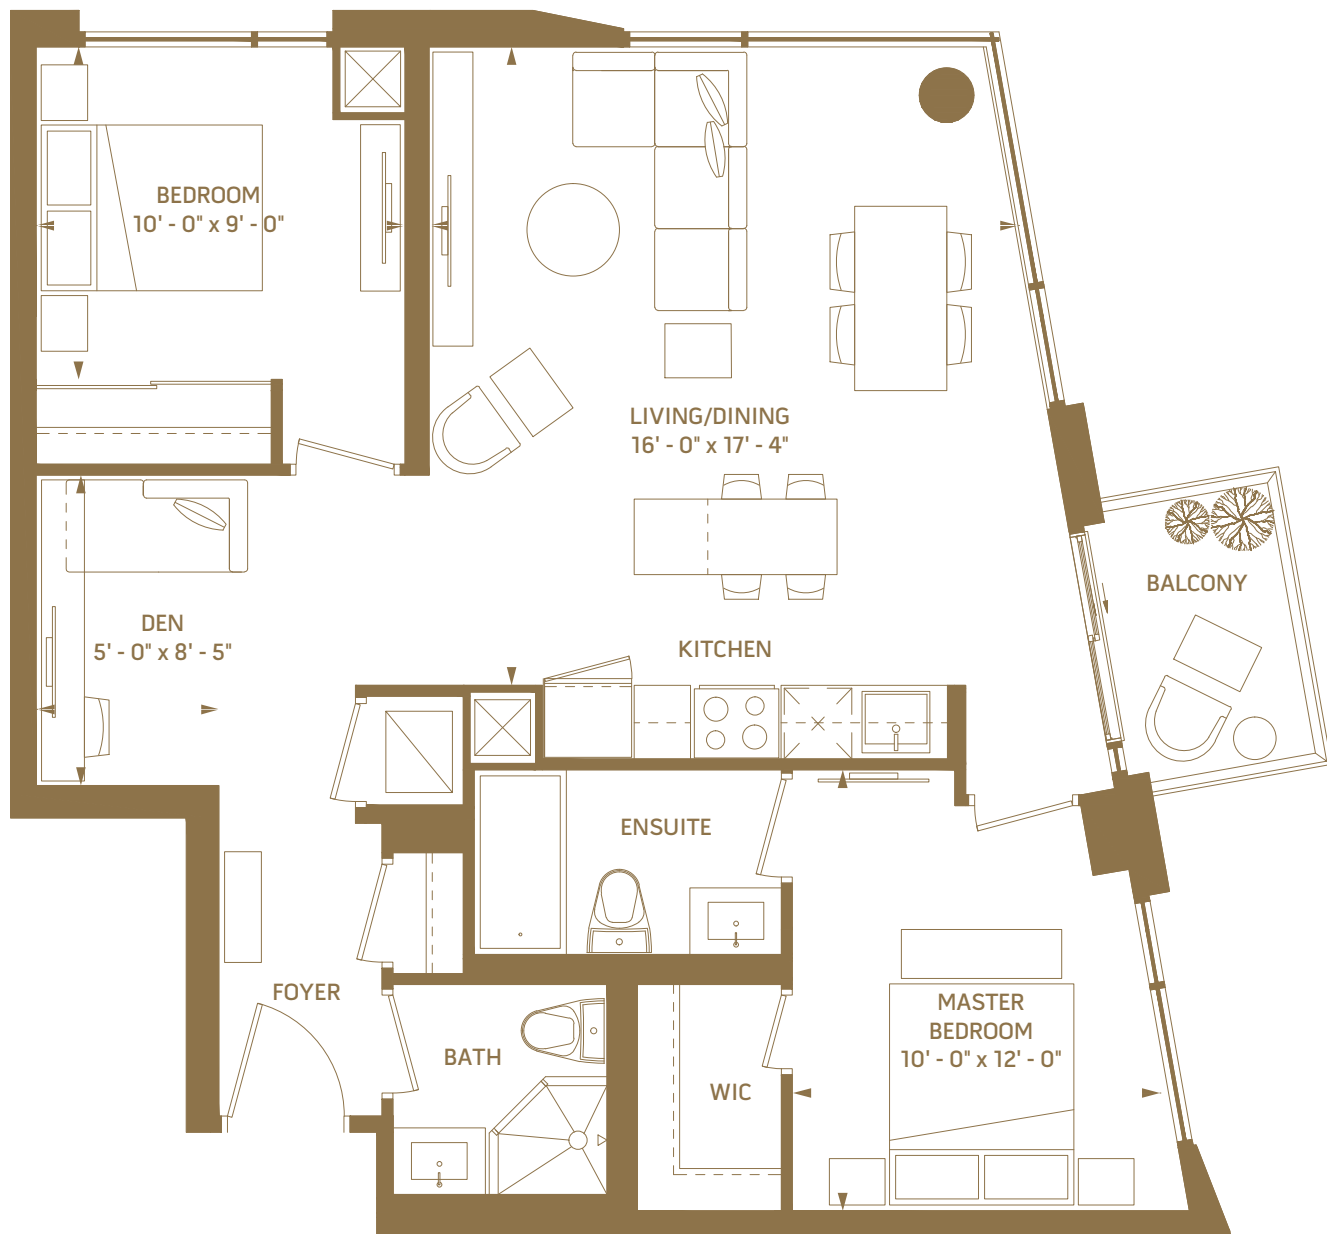 BEDROOM
10' - 0" x 9' - 0"
LIVING/DINING
16' - 0" x 17' - 4"
BALCONY
DEN
5' - 0" x 8' - 5"
KITCHEN
ENSUITE
FOYER
MASTER
BEDROOM
10' - 0" x 12' - 0"
BATH
WIC